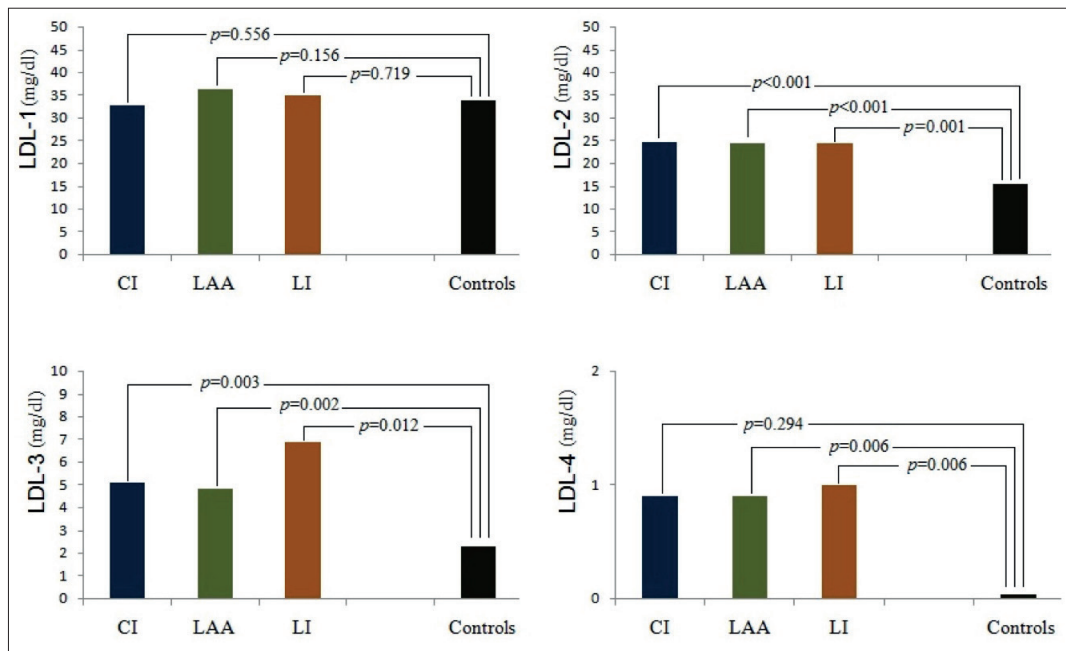 LDL-1 (mg/dl)
50
45
40
35
30
25
20
15
10
5
0
p=0.556
p=0.156
p=0.719
CI LAA LI Controls
LDL-2 (mg/dl)
50
45
40
35
30
25
20
15
10
5
0
p<0.001
p<0.001
p=0.001
CI LAA LI Controls
LDL-3 (mg/dl)
10
9
8
7
6
5
4
3
2
1
0
p=0.003
p=0.002
p=0.012
CI LAA LI Controls
LDL-4 (mg/dl)
2
1
0
p=0.294
p=0.006
p=0.006
CI LAA LI Controls